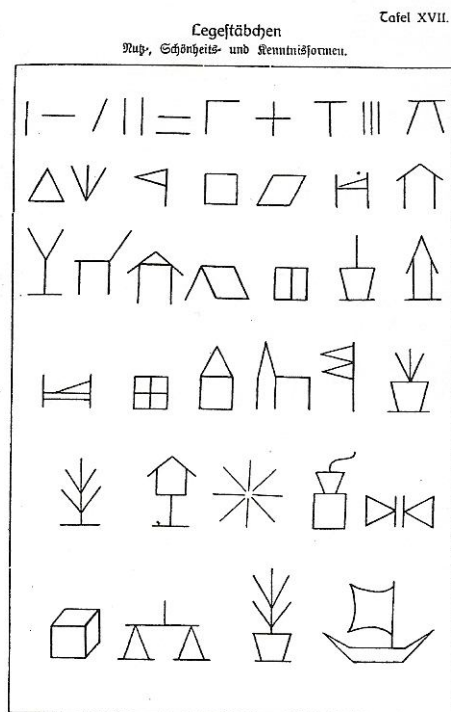 Tafel XVII.
Legeſtäbchen
Nutz-, Schönheits- und Kenntnisformen.